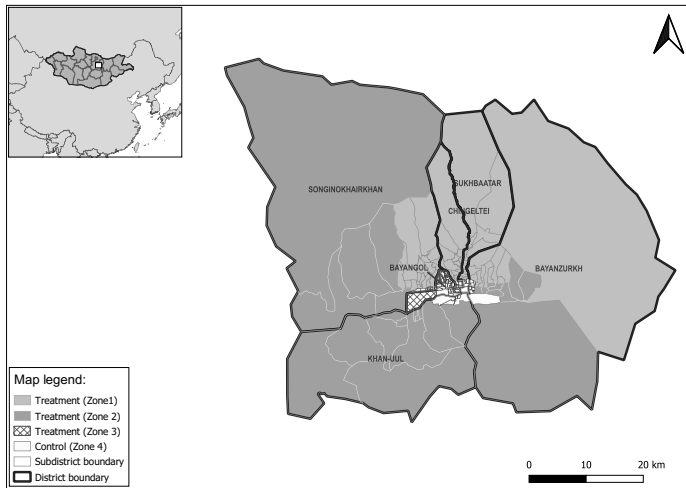 SUKHBAATAR
SONGINOKHAIRKHAN
CHINGELTEI
BAYANGOL
BAYANZURKH
KHAN-UUL
Map legend:
Treatment (Zone1)
Treatment (Zone 2)
Treatment (Zone 3)
Control (Zone 4)
Subdistrict boundary
District boundary
0 10 20 km